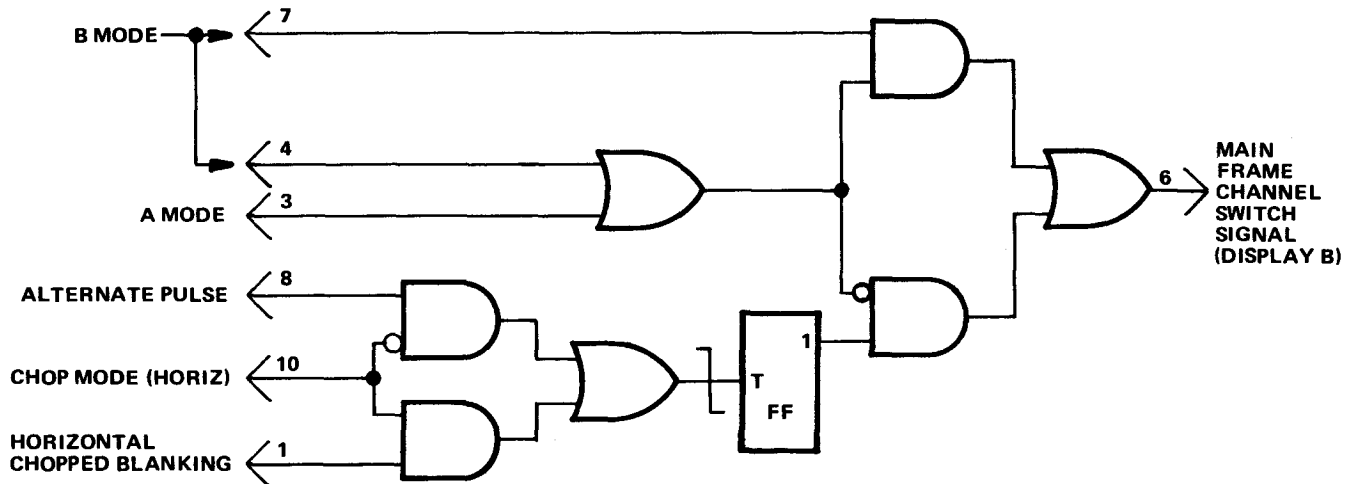 B MODE
7
4
A MODE
3
ALTERNATE PULSE
8
CHOP MODE (HORIZ)
10
HORIZONTAL
CHOPPED BLANKING
1
T
1
FF
6
MAIN
FRAME
CHANNEL
SWITCH
SIGNAL
(DISPLAY B)